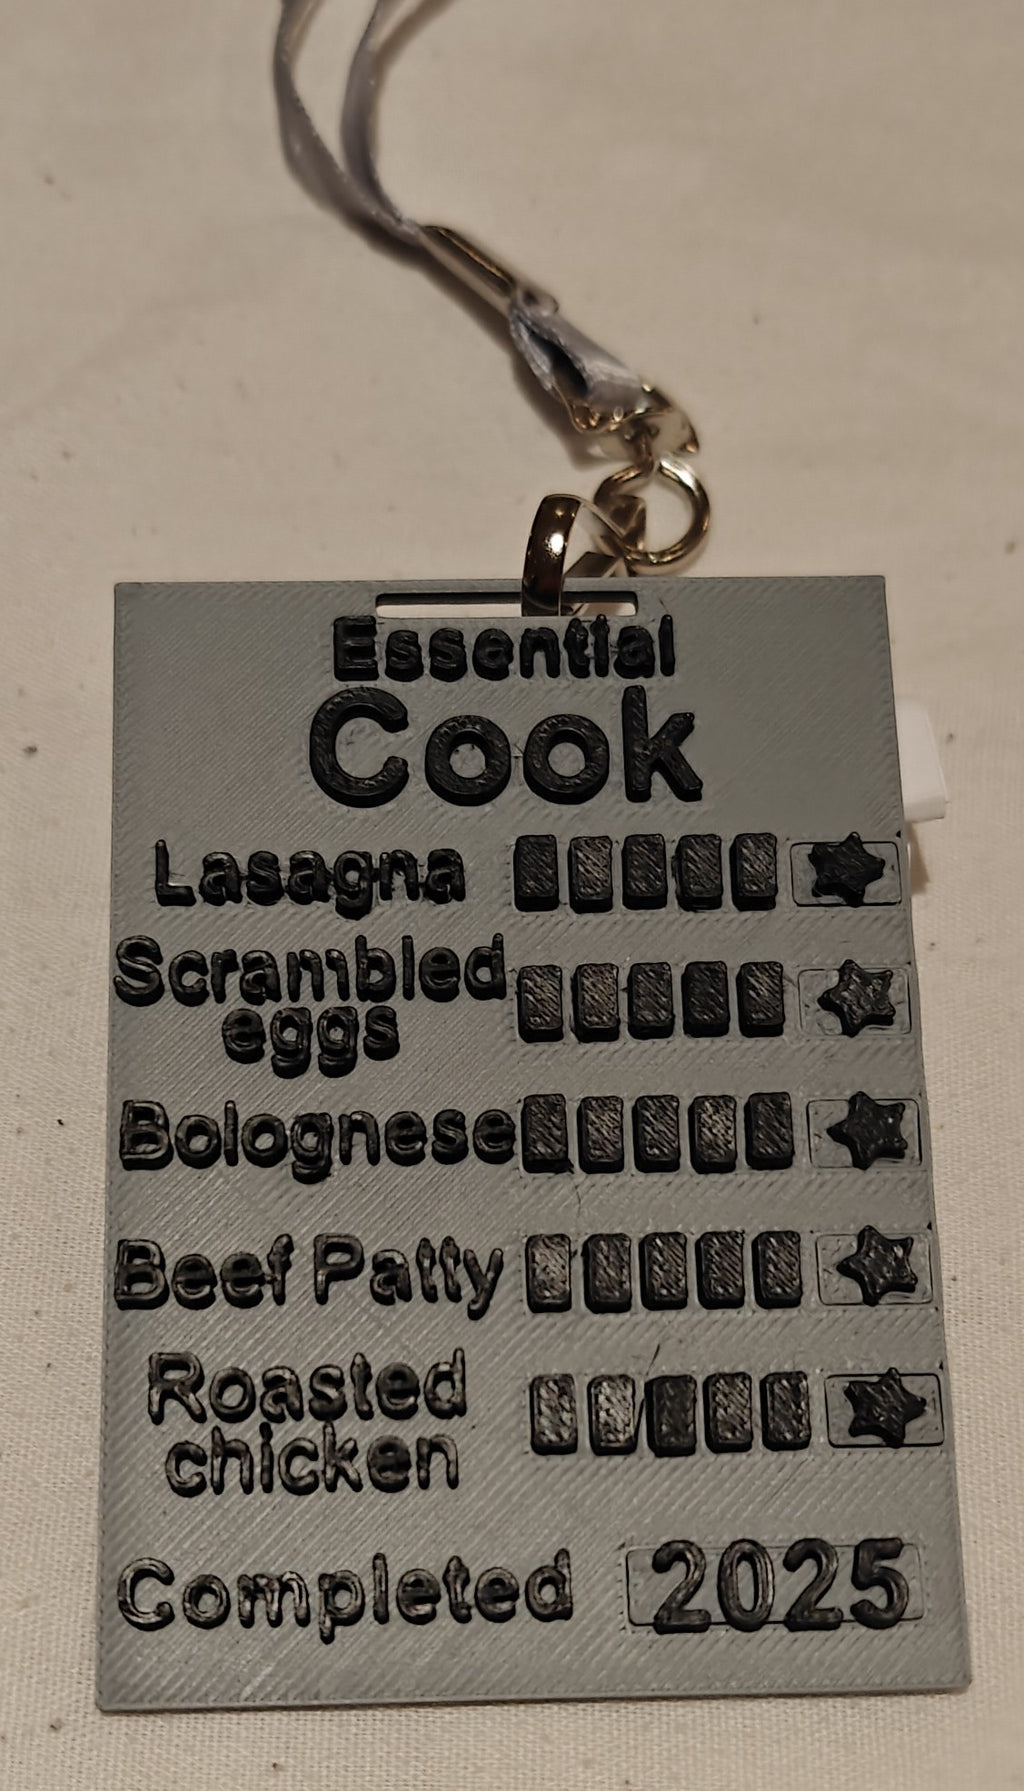 Essential
Cook
Lasagna
Scrambled
eggs
Bolognese
Beef Patty
Roasted
chicken
Completed 2025